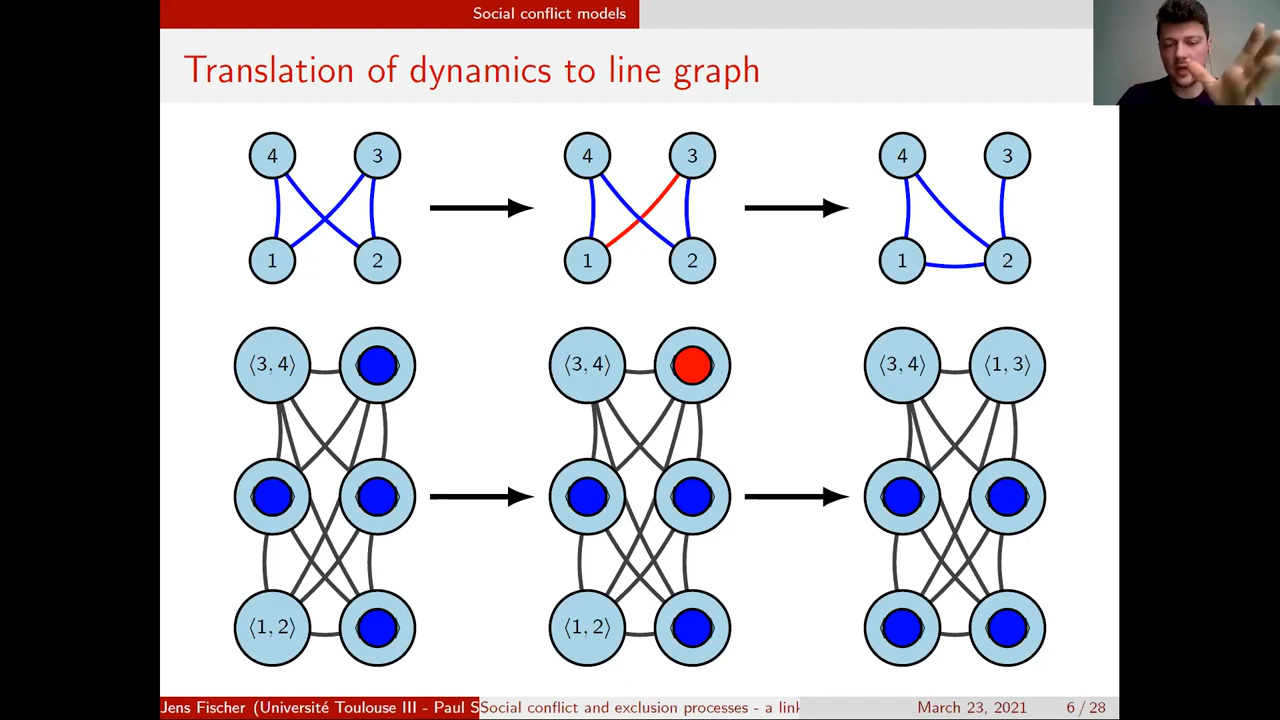 Social conflict models
Translation of dynamics to line graph
4 3 4 3 4 3
1 2 1 2 1 2
⟨3, 4⟩ ⟨3, 4⟩ ⟨3, 4⟩ ⟨1, 3⟩
⟨1, 2⟩ ⟨1, 2⟩
Jens Fischer (Université Toulouse III - Paul S Social conflict and exclusion processes - a link March 23, 2021 6 / 28